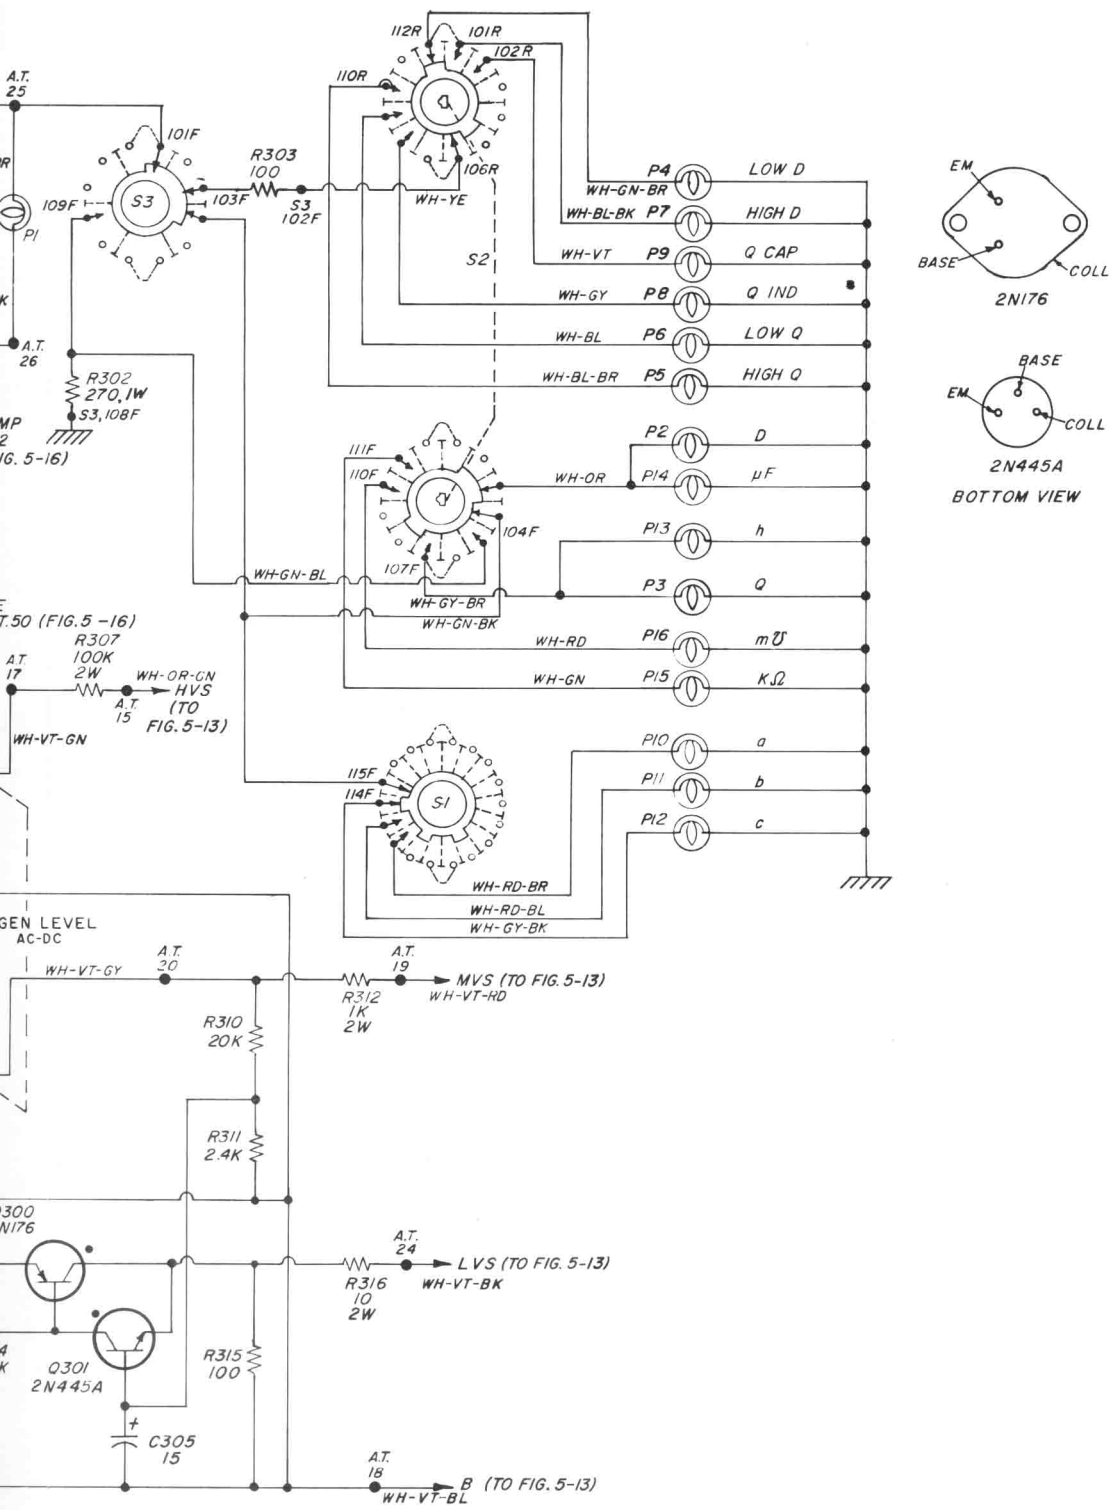 112R
101R
102R
110R
106R
A.T.
25
101F
R
S3
109F
103F
R303
100
S3
102F
WH-YE
P1
S2
K
A.T.
26
R302
270,1W
S3,108F
MP
2
IG. 5-16)
P4
LOW D
WH-GN-BR
WH-BL-BK
P7
HIGH D
WH-VT
P9
Q CAP
WH-GY
P8
Q IND
WH-BL
P6
LOW Q
WH-BL-BR
P5
HIGH Q
EM
BASE
COLL
2N176
BASE
EM
COLL
2N445A
BOTTOM VIEW
111F
110F
P2
D
WH-OR
P14
μF
104F
107F
P13
h
WH-GN-BL
WH-GY-BR
P3
Q
WH-GN-BK
WH-RD
P16
m℧
WH-GN
P15
KΩ
E
T.50 (FIG.5-16)
R307
100K
2W
A.T.
17
WH-OR-GN
HVS
(TO
FIG.5-13)
A.T.
15
WH-VT-GN
115F
114F
S1
P10
a
P11
b
P12
c
WH-RD-BR
WH-RD-BL
WH-GY-BK
GEN LEVEL
AC-DC
WH-VT-GY
A.T.
20
A.T.
19
MVS (TO FIG.5-13)
WH-VT-RD
R312
1K
2W
R310
20K
R311
2.4K
Q300
N176
A.T.
24
LVS (TO FIG. 5-13)
WH-VT-BK
R316
10
2W
4
K
Q301
2N445A
R315
100
+
C305
15
A.T.
18
B (TO FIG. 5-13)
WH-VT-BL